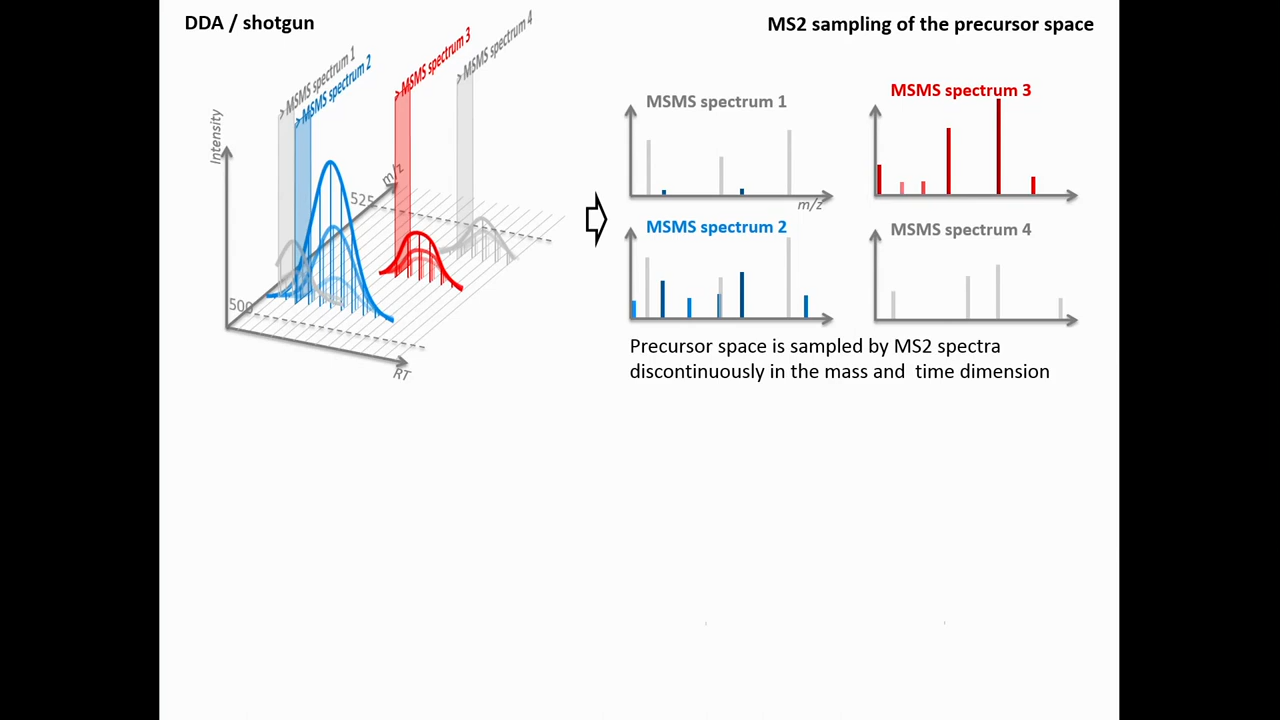 DDA / shotgun
MS2 sampling of the precursor space
> MSMS spectrum 1
> MSMS spectrum 2
> MSMS spectrum 3
> MSMS spectrum 4
Intensity
m/z
525
500
RT
MSMS spectrum 1
m/z
MSMS spectrum 3
MSMS spectrum 2
MSMS spectrum 4
Precursor space is sampled by MS2 spectra
discontinuously in the mass and  time dimension